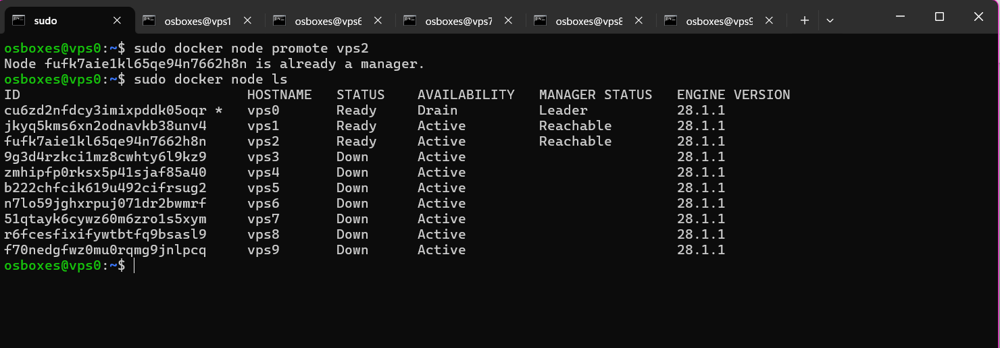 sudo
osboxes@vps1
osboxes@vps6
osboxes@vps7
osboxes@vps8
osboxes@vps9
osboxes@vps0:~$ sudo docker node promote vps2
Node fufk7aie1kl65qe94n7662h8n is already a manager.
osboxes@vps0:~$ sudo docker node ls
ID HOSTNAME STATUS AVAILABILITY MANAGER STATUS ENGINE VERSION
cu6zd2nfdcy3imixpddk05oqr * vps0 Ready Drain Leader 28.1.1
jkyq5kms6xn2odnavkb38unv4 vps1 Ready Active Reachable 28.1.1
fufk7aie1kl65qe94n7662h8n vps2 Ready Active Reachable 28.1.1
9g3d4rzkci1mz8cwhty6l9kz9 vps3 Down Active 28.1.1
zmhipfp0rksx5p41sjaf85a40 vps4 Down Active 28.1.1
b222chfcik619u492cifrsug2 vps5 Down Active 28.1.1
n7lo59jghxrpuj071dr2bwmrf vps6 Down Active 28.1.1
51qtayk6cywz60m6zro1s5xym vps7 Down Active 28.1.1
r6fcesfixifywtbtfq9bsasl9 vps8 Down Active 28.1.1
f70nedgfwz0mu0rqmg9jnlpcq vps9 Down Active 28.1.1
osboxes@vps0:~$